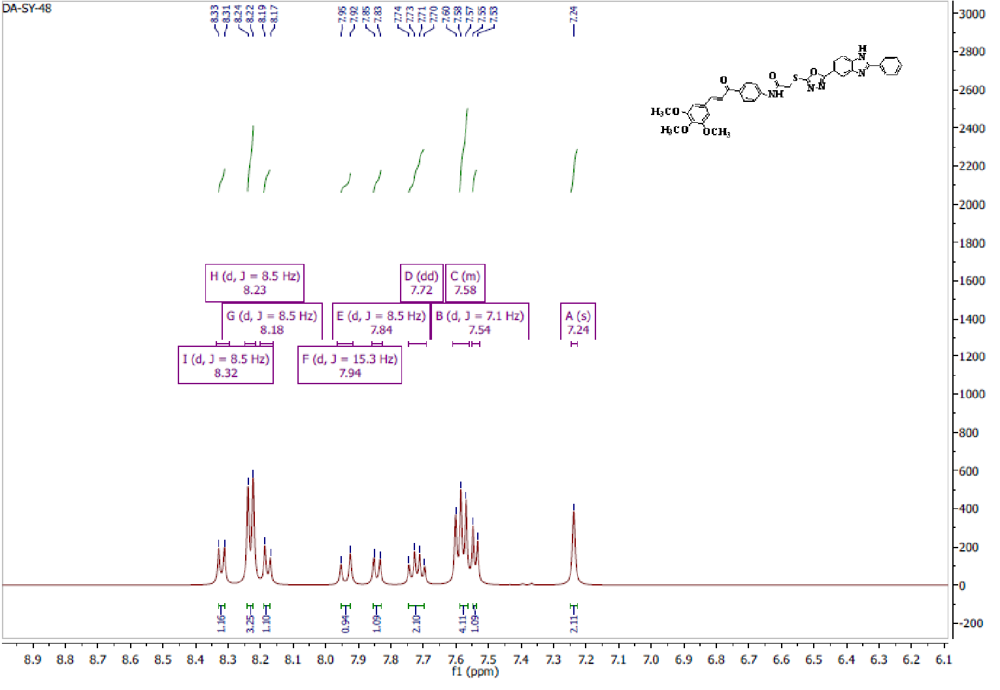 DA-SY-48
8.33
8.31
8.24
8.22
8.19
8.17
7.95
7.92
7.85
7.83
7.74
7.73
7.71
7.70
7.60
7.58
7.57
7.55
7.53
7.24
H
N
N
O
N N
S
O
NH
O
H₃CO
H₃CO
OCH₃
H (d, J = 8.5 Hz)
8.23
D (dd)
7.72
C (m)
7.58
G (d, J = 8.5 Hz)
8.18
E (d, J = 8.5 Hz)
7.84
B (d, J = 7.1 Hz)
7.54
A (s)
7.24
I (d, J = 8.5 Hz)
8.32
F (d, J = 15.3 Hz)
7.94
1.16
3.25
1.10
0.94
1.09
2.10
4.11
1.09
2.11
3000
2800
2600
2400
2200
2000
1800
1600
1400
1200
1000
800
600
400
200
0
-200
8.9 8.8 8.7 8.6 8.5 8.4 8.3 8.2 8.1 8.0 7.9 7.8 7.7 7.6 7.5 7.4 7.3 7.2 7.1 7.0 6.9 6.8 6.7 6.6 6.5 6.4 6.3 6.2 6.1
f1 (ppm)